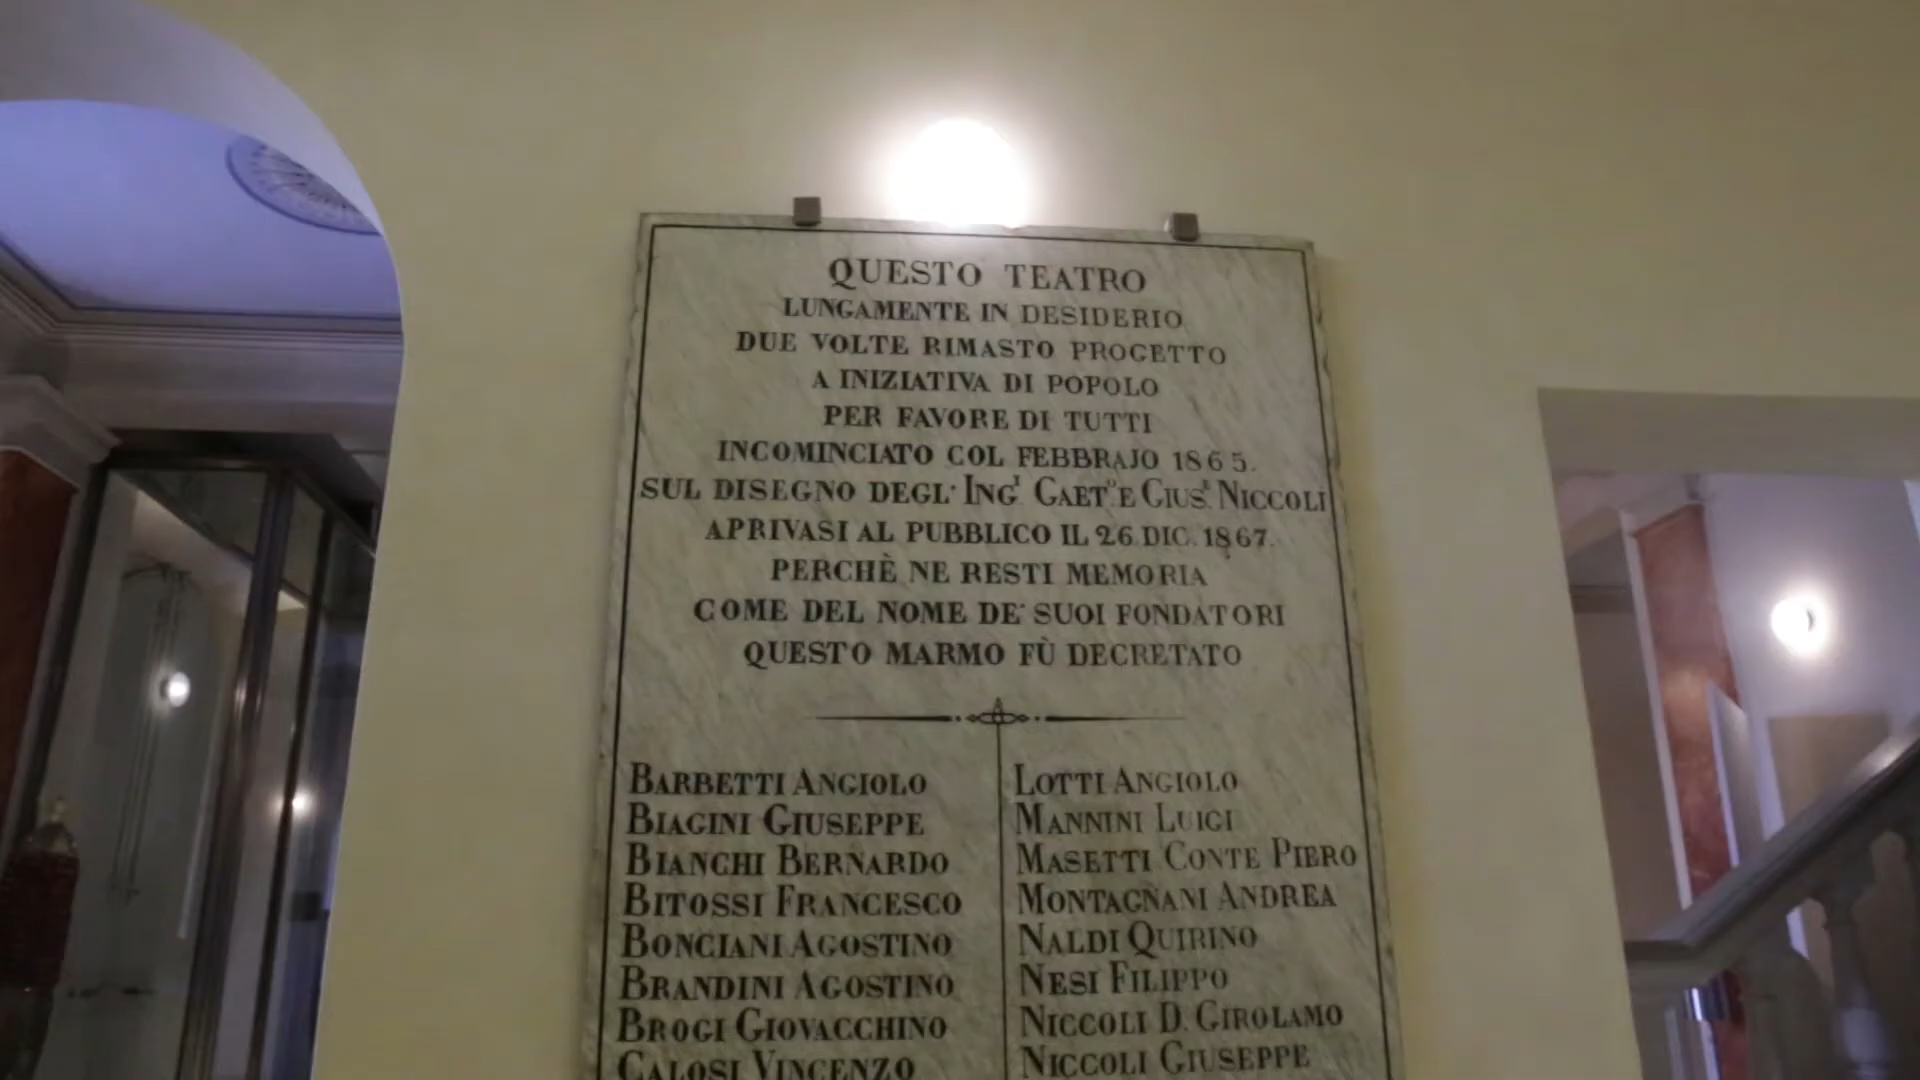 QUESTO TEATRO
LUNGAMENTE IN DESIDERIO
DUE VOLTE RIMASTO PROGETTO
A INIZIATIVA DI POPOLO
PER FAVORE DI TUTTI
INCOMINCIATO COL FEBBRAJO 1865.
SUL DISEGNO DEGL' ING.I GAET.O E GIUS.E NICCOLI
APRIVASI AL PUBBLICO IL 26 DIC. 1867.
PERCHÈ NE RESTI MEMORIA
COME DEL NOME DE' SUOI FONDATORI
QUESTO MARMO FÙ DECRETATO
BARBETTI ANGIOLO
BIAGINI GIUSEPPE
BIANCHI BERNARDO
BITOSSI FRANCESCO
BONCIANI AGOSTINO
BRANDINI AGOSTINO
BROGI GIOVACCHINO
CALOSI VINCENZO
LOTTI ANGIOLO
MANNINI LUIGI
MASETTI CONTE PIERO
MONTAGNANI ANDREA
NALDI QUIRINO
NESI FILIPPO
NICCOLI D. GIROLAMO
NICCOLI GIUSEPPE